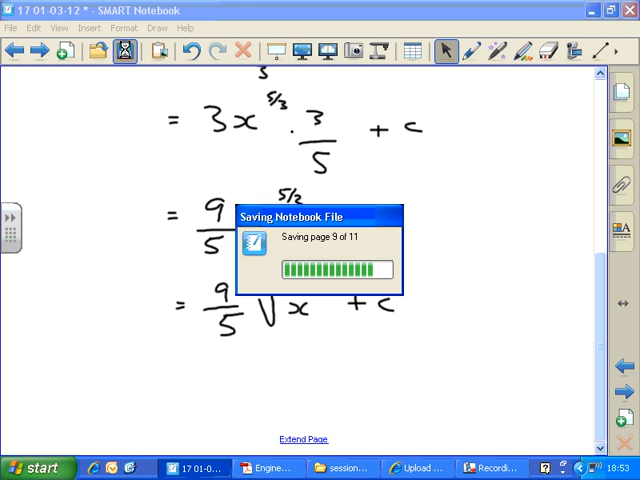 17 01-03-12 * - SMART Notebook
File Edit View Insert Format Draw Help
3
= 3x^5/3 . 3/5 + c
= 9/5 5/2
Saving Notebook File
Saving page 9 of 11
= 9/5 √x + c
Extend Page
start 17 01-0... Engine... session... Upload ... Recordi... ? 18:53